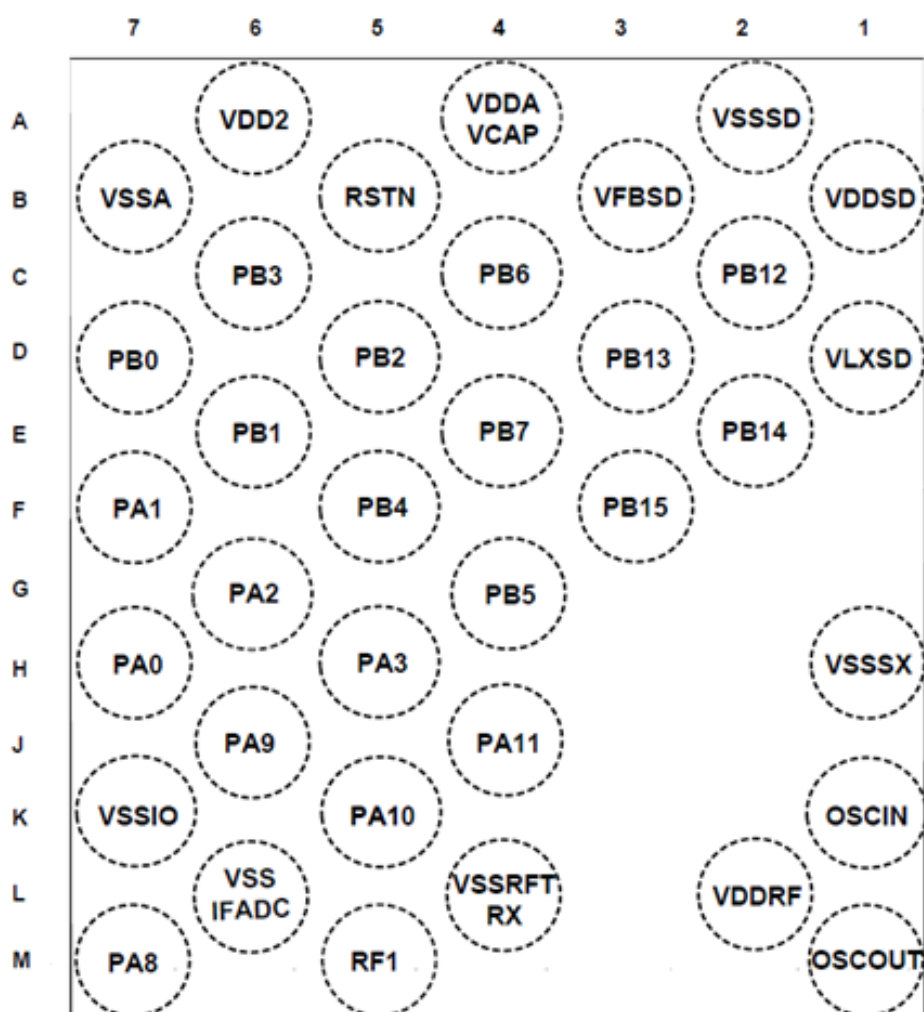 7 6 5 4 3 2 1
A VDD2 VDDA VSSSD
VCAP
B VSSA RSTN VFBSD VDDSD
C PB3 PB6 PB12
D PB0 PB2 PB13 VLXSD
E PB1 PB7 PB14
F PA1 PB4 PB15
G PA2 PB5
H PA0 PA3 VSSSX
J PA9 PA11
K VSSIO PA10 OSCIN
L VSS VSSRFT VDDRF
IFADC RX
M PA8 RF1 OSCOUT